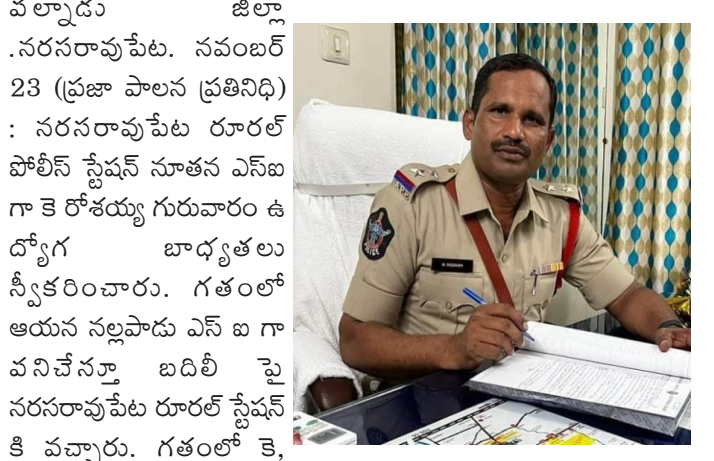 పల్నాడు జిల్లా
.నరసరావుపేట. నవంబర్
23 (ప్రజా పాలన ప్రతినిధి)
: నరసరావుపేట రూరల్
పోలీస్ స్టేషన్ నూతన ఎస్ఐ
గా కె రోశయ్య గురువారం ఉ
ద్యోగ బాధ్యతలు
స్వీకరించారు. గతంలో
ఆయన నల్లపాడు ఎస్ ఐ గా
పనిచేస్తూ బదిలీ పై
నరసరావుపేట రూరల్ స్టేషన్
కి వచ్చారు. గతంలో కె,
POLICE